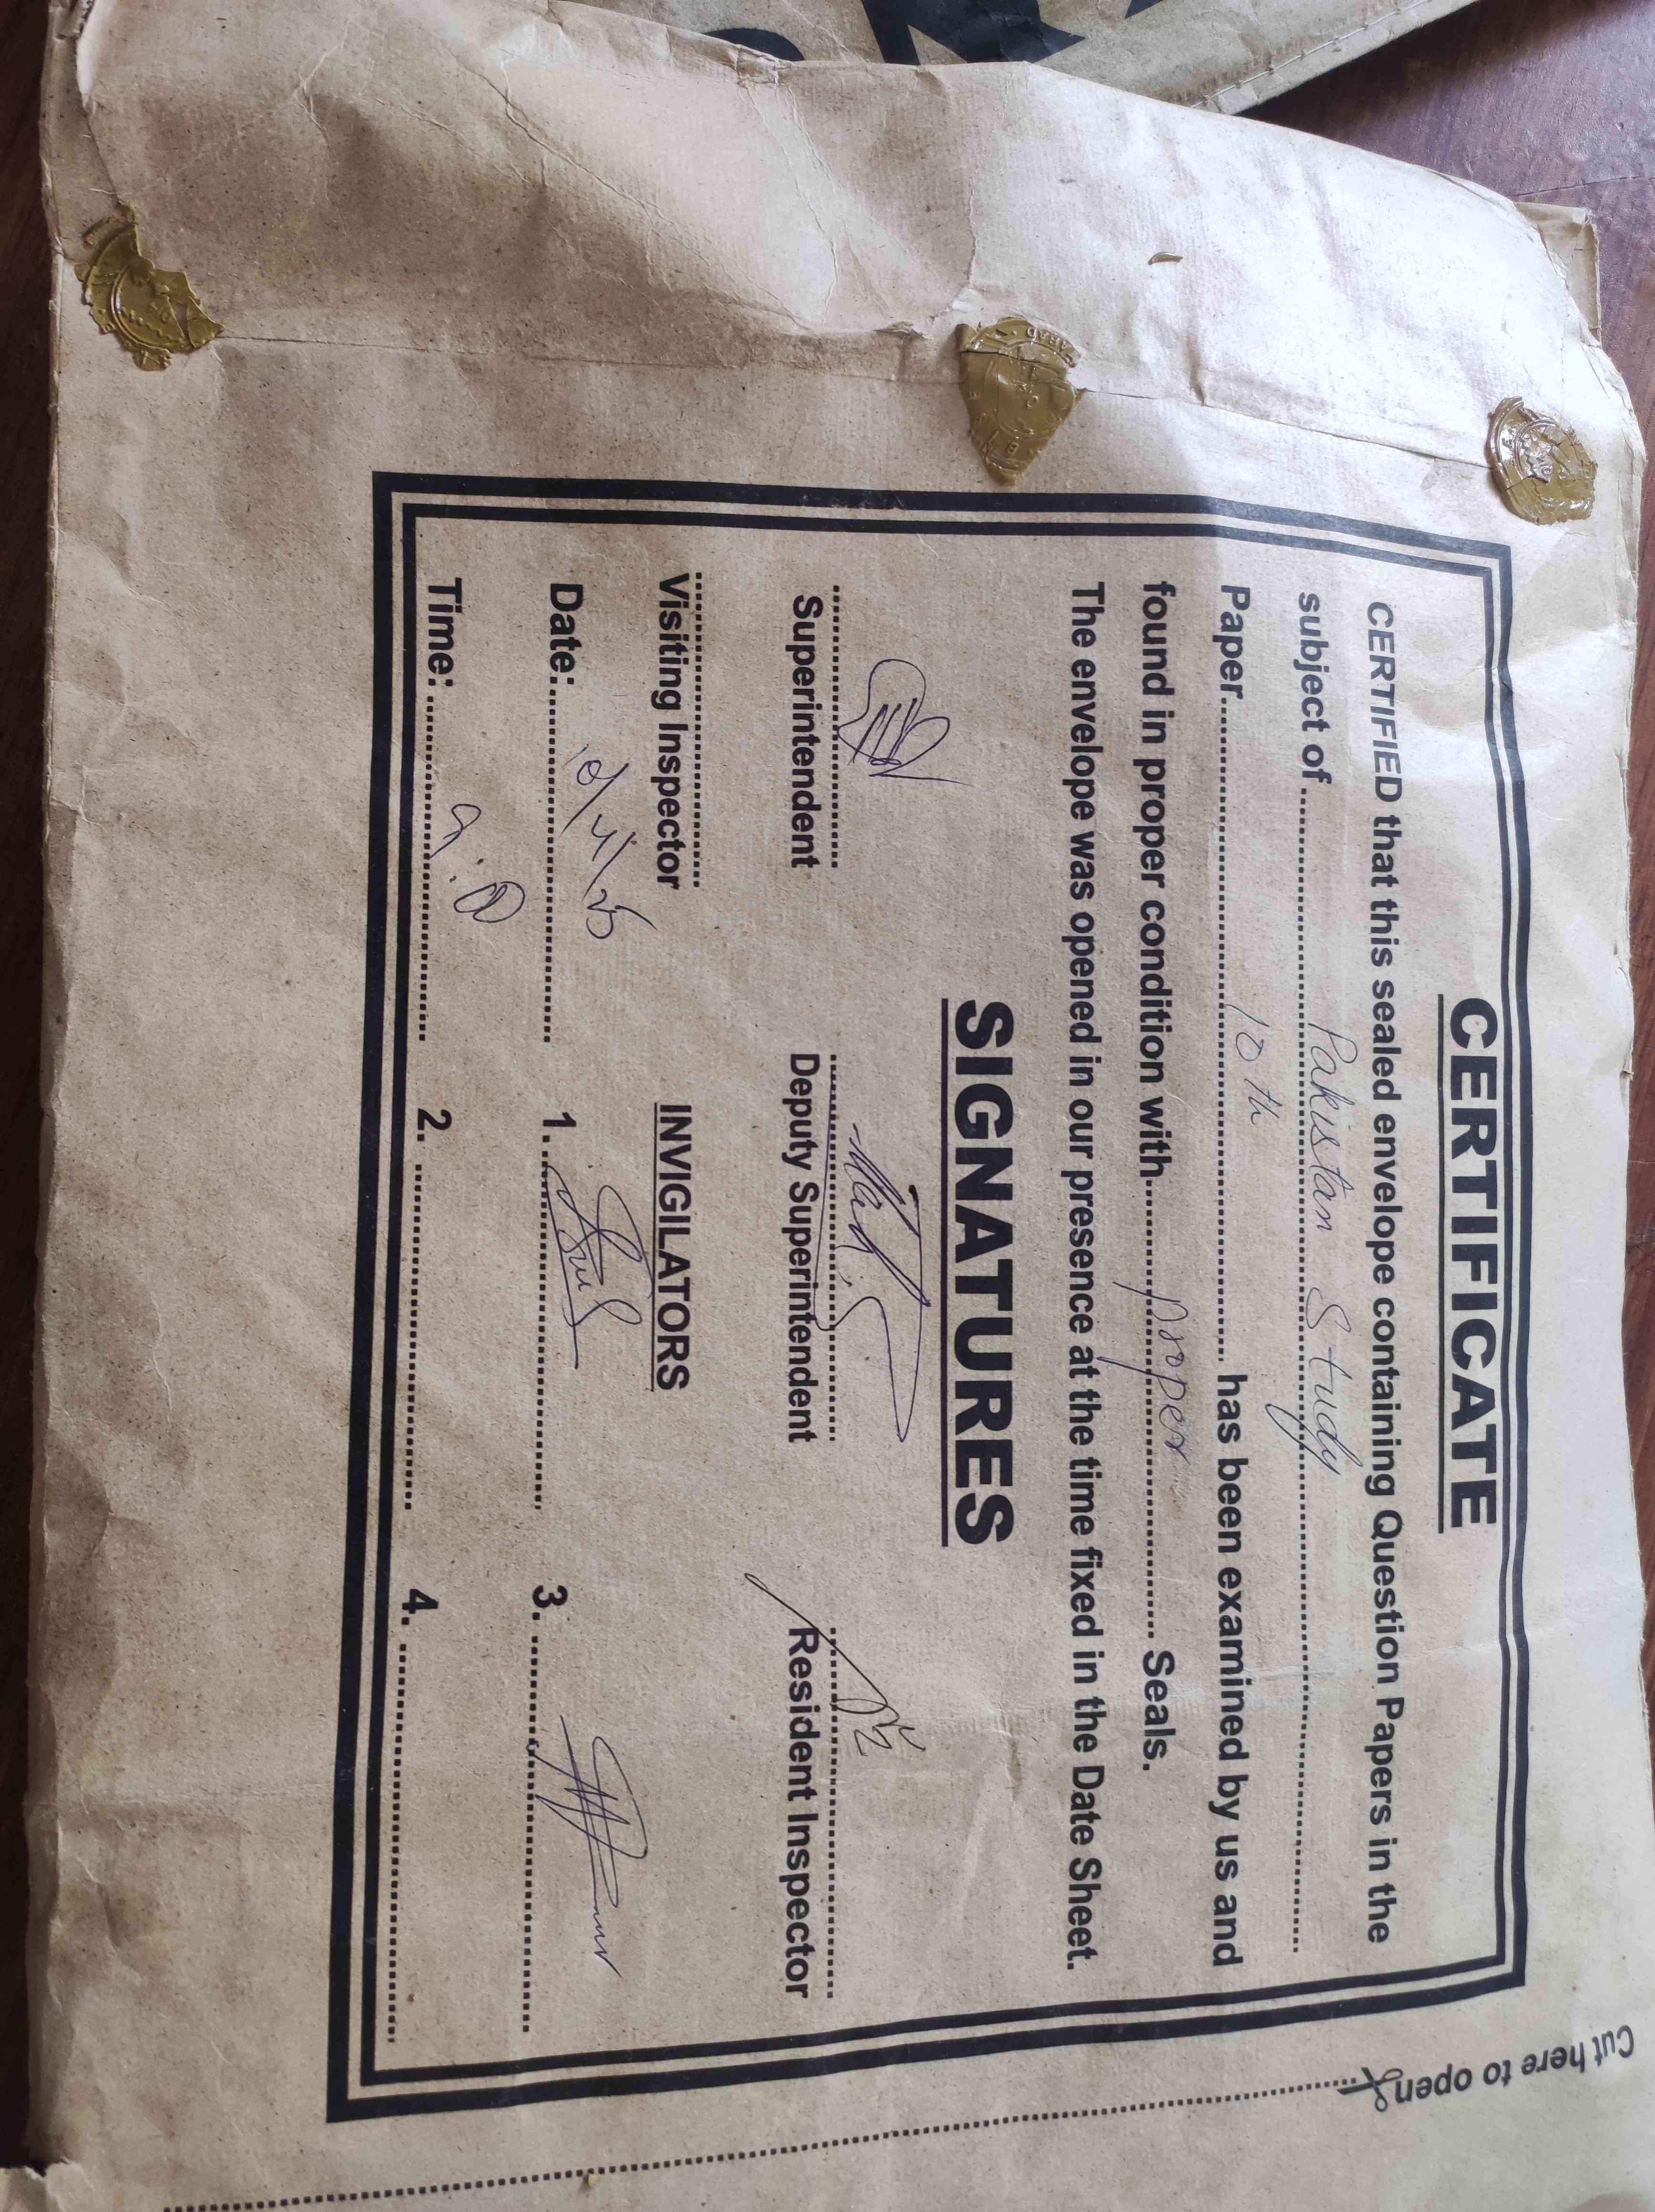 CERTIFICATE
CERTIFIED that this sealed envelope containing Question Papers in the
subject of Pakistan Study
Paper 10th has been examined by us and
found in proper condition with proper Seals.
The envelope was opened in our presence at the time fixed in the Date Sheet.
SIGNATURES
Superintendent Deputy Superintendent Resident Inspector
Visiting Inspector INVIGILATORS
Date: 10/4/25 1. 3.
Time: 9:00 2. 4.
Cut here to open